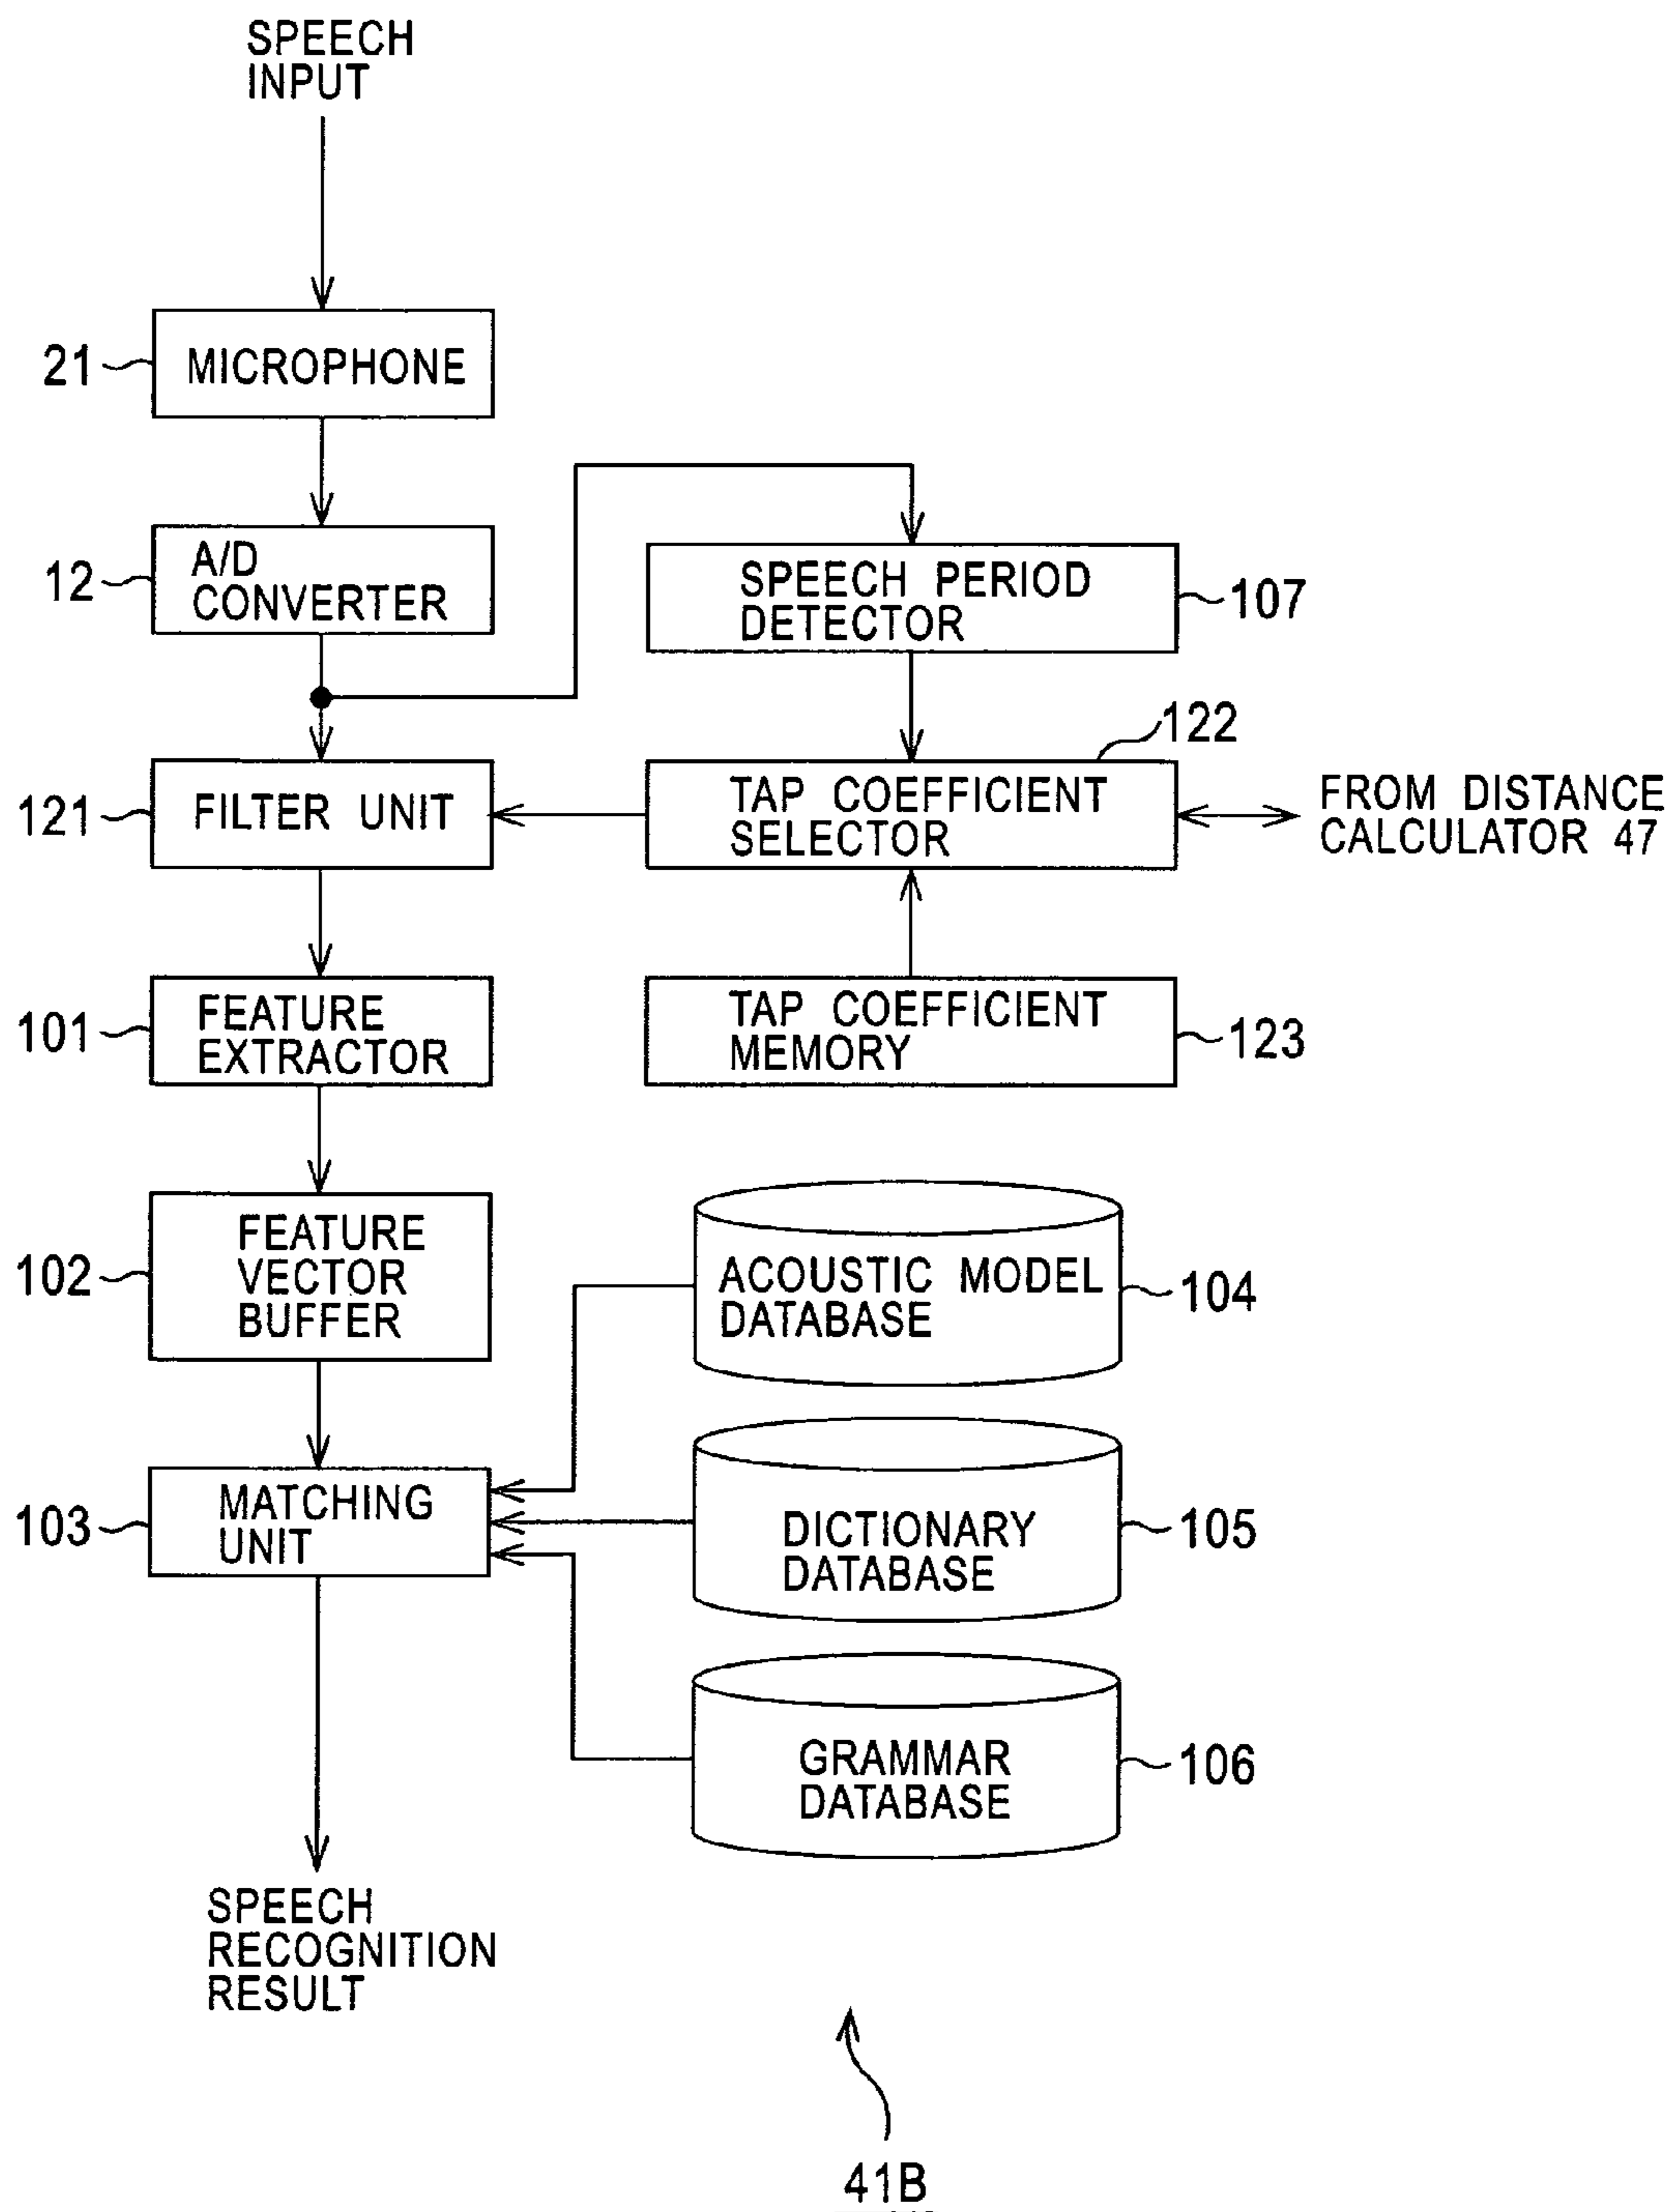 SPEECH
INPUT
21
MICROPHONE
12
A/D
CONVERTER
SPEECH PERIOD
DETECTOR
107
122
121
FILTER UNIT
TAP COEFFICIENT
SELECTOR
FROM DISTANCE
CALCULATOR 47
101
FEATURE
EXTRACTOR
TAP COEFFICIENT
MEMORY
123
102
FEATURE
VECTOR
BUFFER
ACOUSTIC MODEL
DATABASE
104
103
MATCHING
UNIT
DICTIONARY
DATABASE
105
GRAMMAR
DATABASE
106
SPEECH
RECOGNITION
RESULT
41B